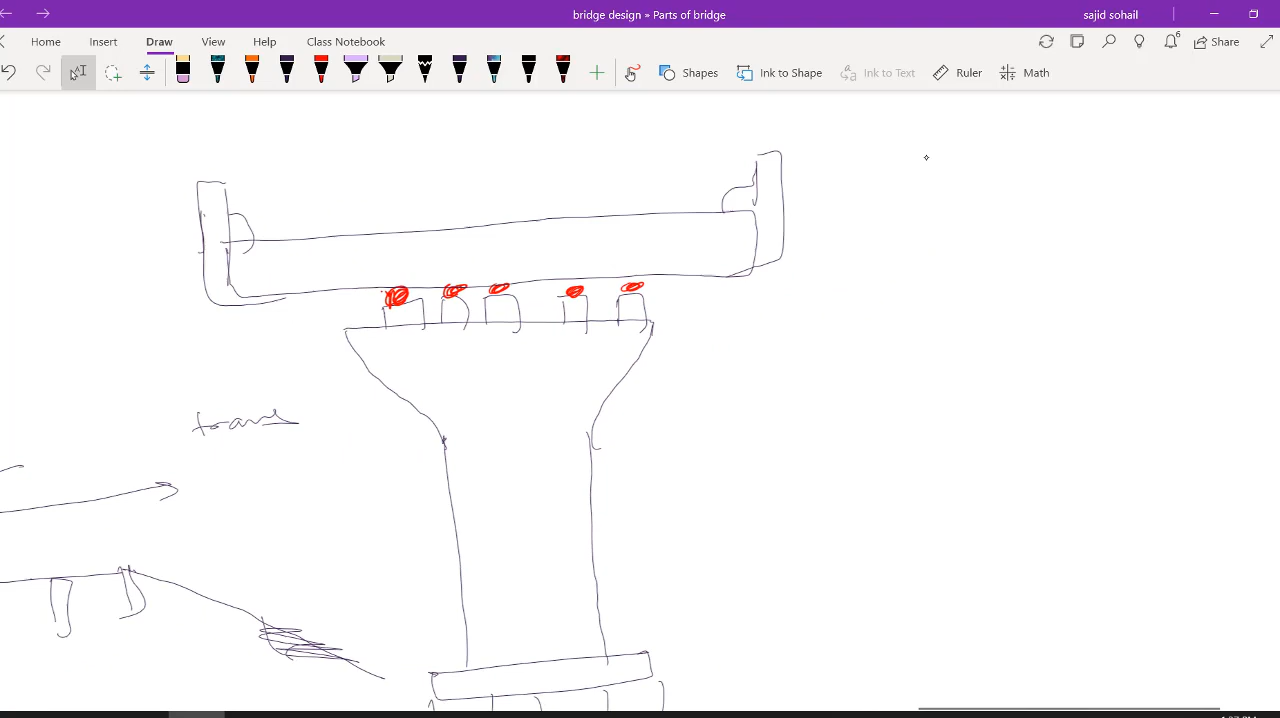 bridge design » Parts of bridge
sajid sohail
Home Insert Draw View Help Class Notebook
Share
Shapes
Ink to Shape
Ink to Text
Ruler
Math